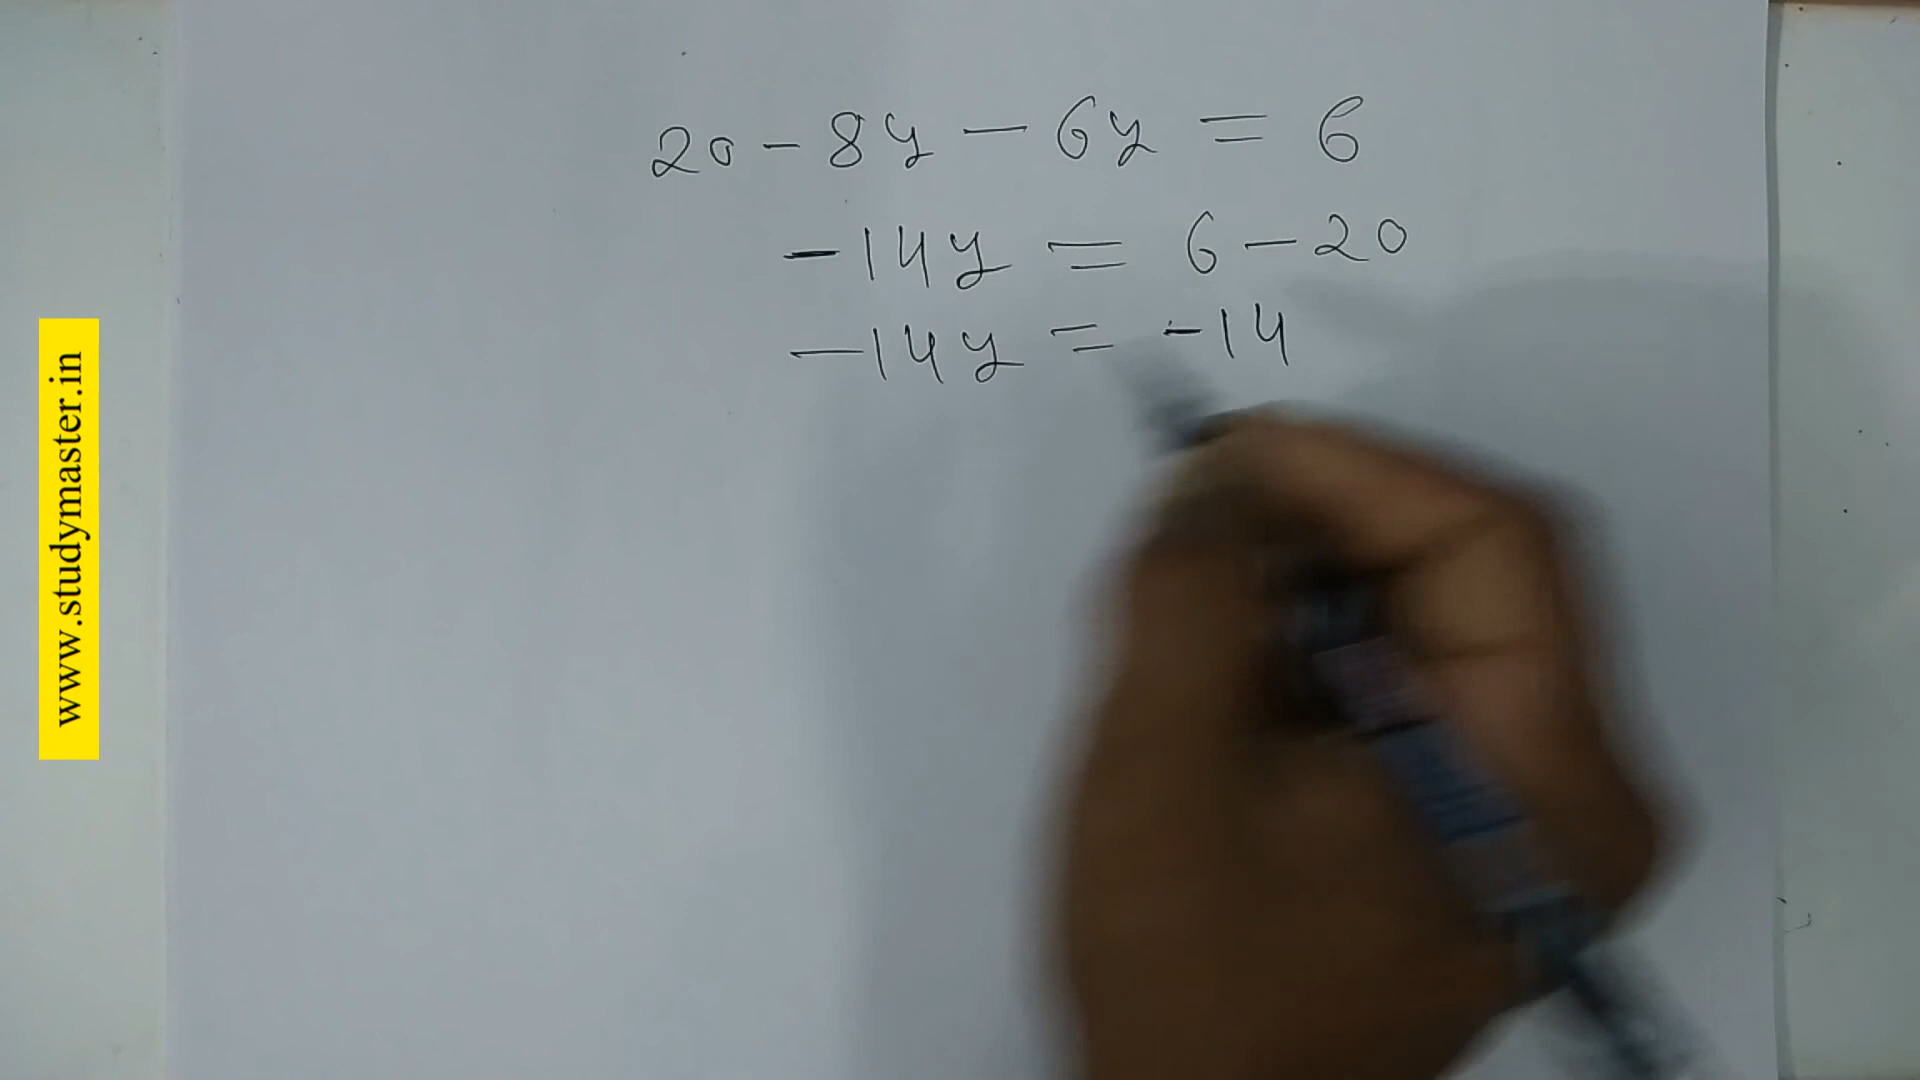 20 - 8y - 6y = 6
-14y = 6 - 20
-14y = -14
www.studymaster.in